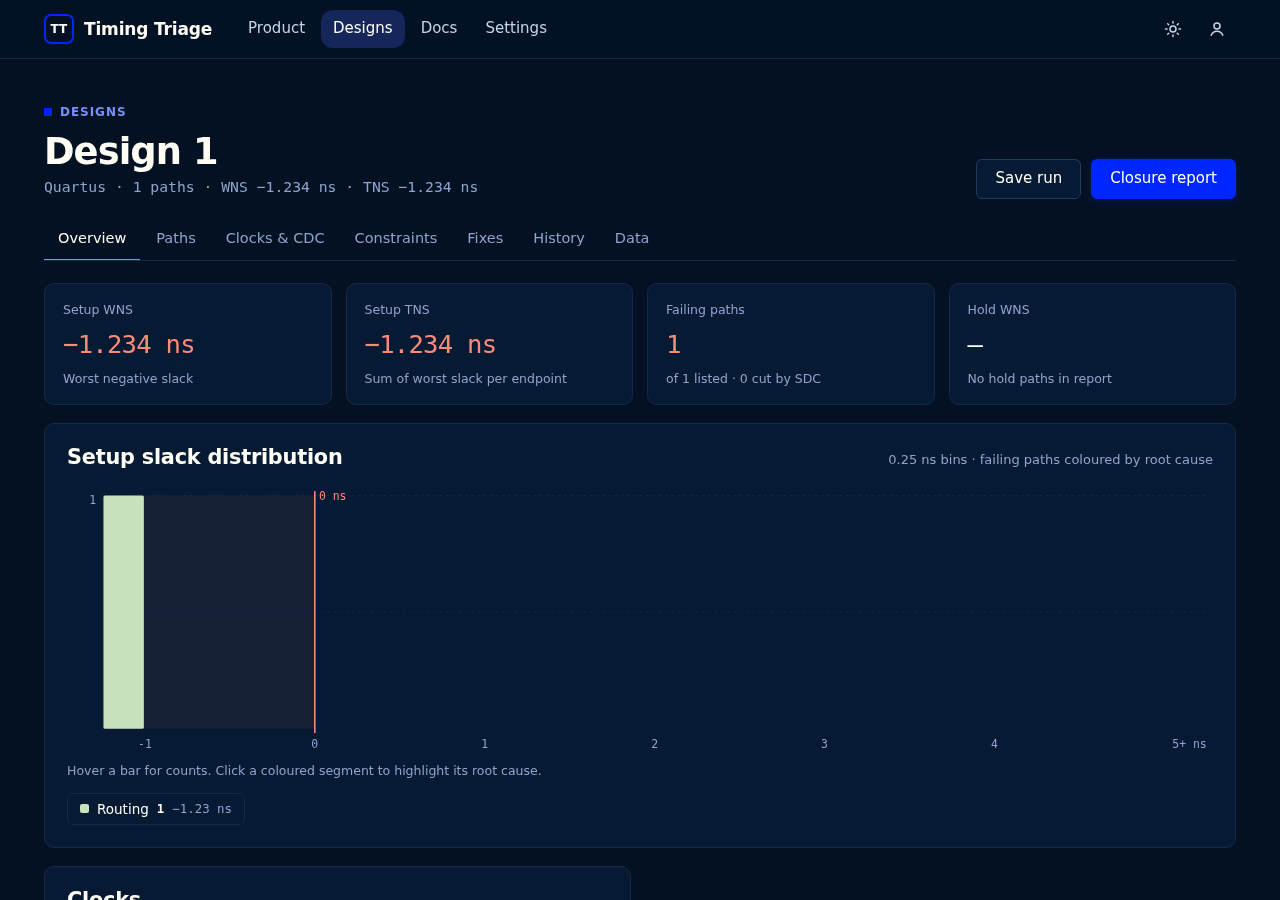 TT Timing Triage Product Designs Docs Settings
DESIGNS
Design 1
Quartus · 1 paths · WNS −1.234 ns · TNS −1.234 ns
Save run Closure report
Overview Paths Clocks & CDC Constraints Fixes History Data
Setup WNS
−1.234 ns
Worst negative slack
Setup TNS
−1.234 ns
Sum of worst slack per endpoint
Failing paths
1
of 1 listed · 0 cut by SDC
Hold WNS
—
No hold paths in report
Setup slack distribution
0.25 ns bins · failing paths coloured by root cause
1
0 ns
-1 0 1 2 3 4 5+ ns
Hover a bar for counts. Click a coloured segment to highlight its root cause.
Routing 1 −1.23 ns
Clocks